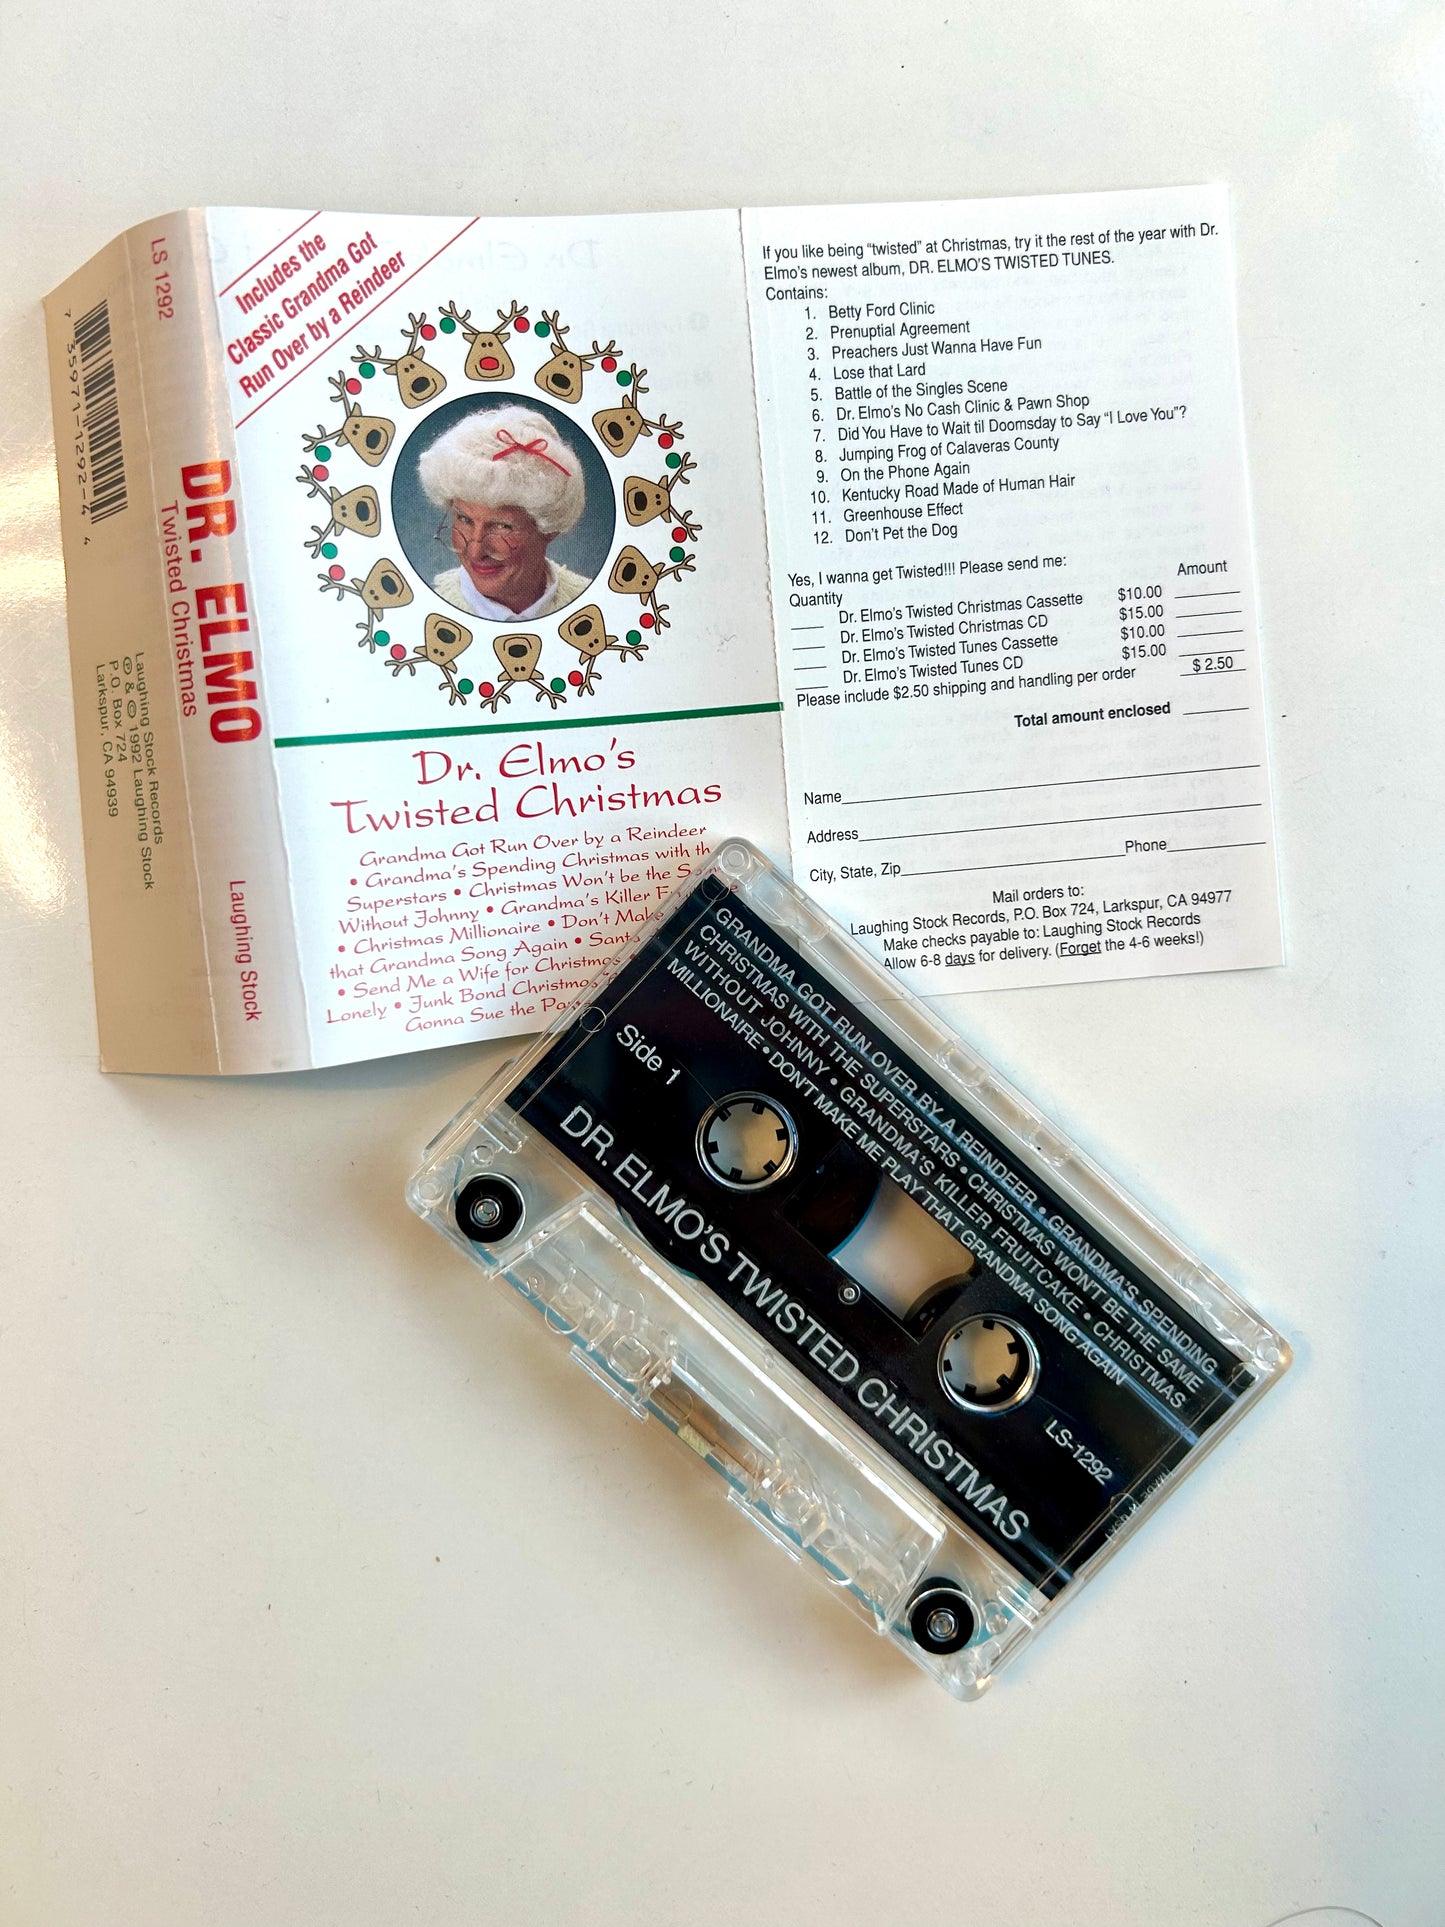 7 35971-1292-4 4
Laughing Stock Records
℗ & © 1992 Laughing Stock
P.O. Box 724
Larkspur, CA 94939
LS 1292
DR. ELMO
Twisted Christmas
Laughing Stock
Includes the
Classic Grandma Got
Run Over by a Reindeer
Dr. Elmo's
Twisted Christmas
Grandma Got Run Over by a Reindeer
• Grandma's Spending Christmas with
Superstars • Christmas Won't be the
Without Johnny • Grandma's Killer
• Christmas Millionaire • Don't Make
that Grandma Song Again •
• Send Me a Wife for Christmas
Lonely • Junk Bond Christmas
Gonna Sue the
If you like being “twisted” at Christmas, try it the rest of the year with Dr.
Elmo's newest album, DR. ELMO'S TWISTED TUNES.
Contains:
1. Betty Ford Clinic
2. Prenuptial Agreement
3. Preachers Just Wanna Have Fun
4. Lose that Lard
5. Battle of the Singles Scene
6. Dr. Elmo's No Cash Clinic & Pawn Shop
7. Did You Have to Wait til Doomsday to Say “I Love You”?
8. Jumping Frog of Calaveras County
9. On the Phone Again
10. Kentucky Road Made of Human Hair
11. Greenhouse Effect
12. Don't Pet the Dog
Yes, I wanna get Twisted!!! Please send me:
Quantity Amount
Dr. Elmo's Twisted Christmas Cassette $10.00
Dr. Elmo's Twisted Christmas CD $15.00
Dr. Elmo's Twisted Tunes Cassette $10.00
Dr. Elmo's Twisted Tunes CD $15.00
Please include $2.50 shipping and handling per order $ 2.50
Total amount enclosed
Name
Address
City, State, Zip Phone
Mail orders to:
Laughing Stock Records, P.O. Box 724, Larkspur, CA 94977
Make checks payable to: Laughing Stock Records
Allow 6-8 days for delivery. (Forget the 4-6 weeks!)
GRANDMA GOT RUN OVER BY A REINDEER • GRANDMA'S SPENDING
CHRISTMAS WITH THE SUPERSTARS • CHRISTMAS WON'T BE THE SAME
WITHOUT JOHNNY • GRANDMA'S KILLER FRUITCAKE • CHRISTMAS
MILLIONAIRE • DON'T MAKE ME PLAY THAT GRANDMA SONG AGAIN
Side 1
LS-1292
DR. ELMO'S TWISTED CHRISTMAS